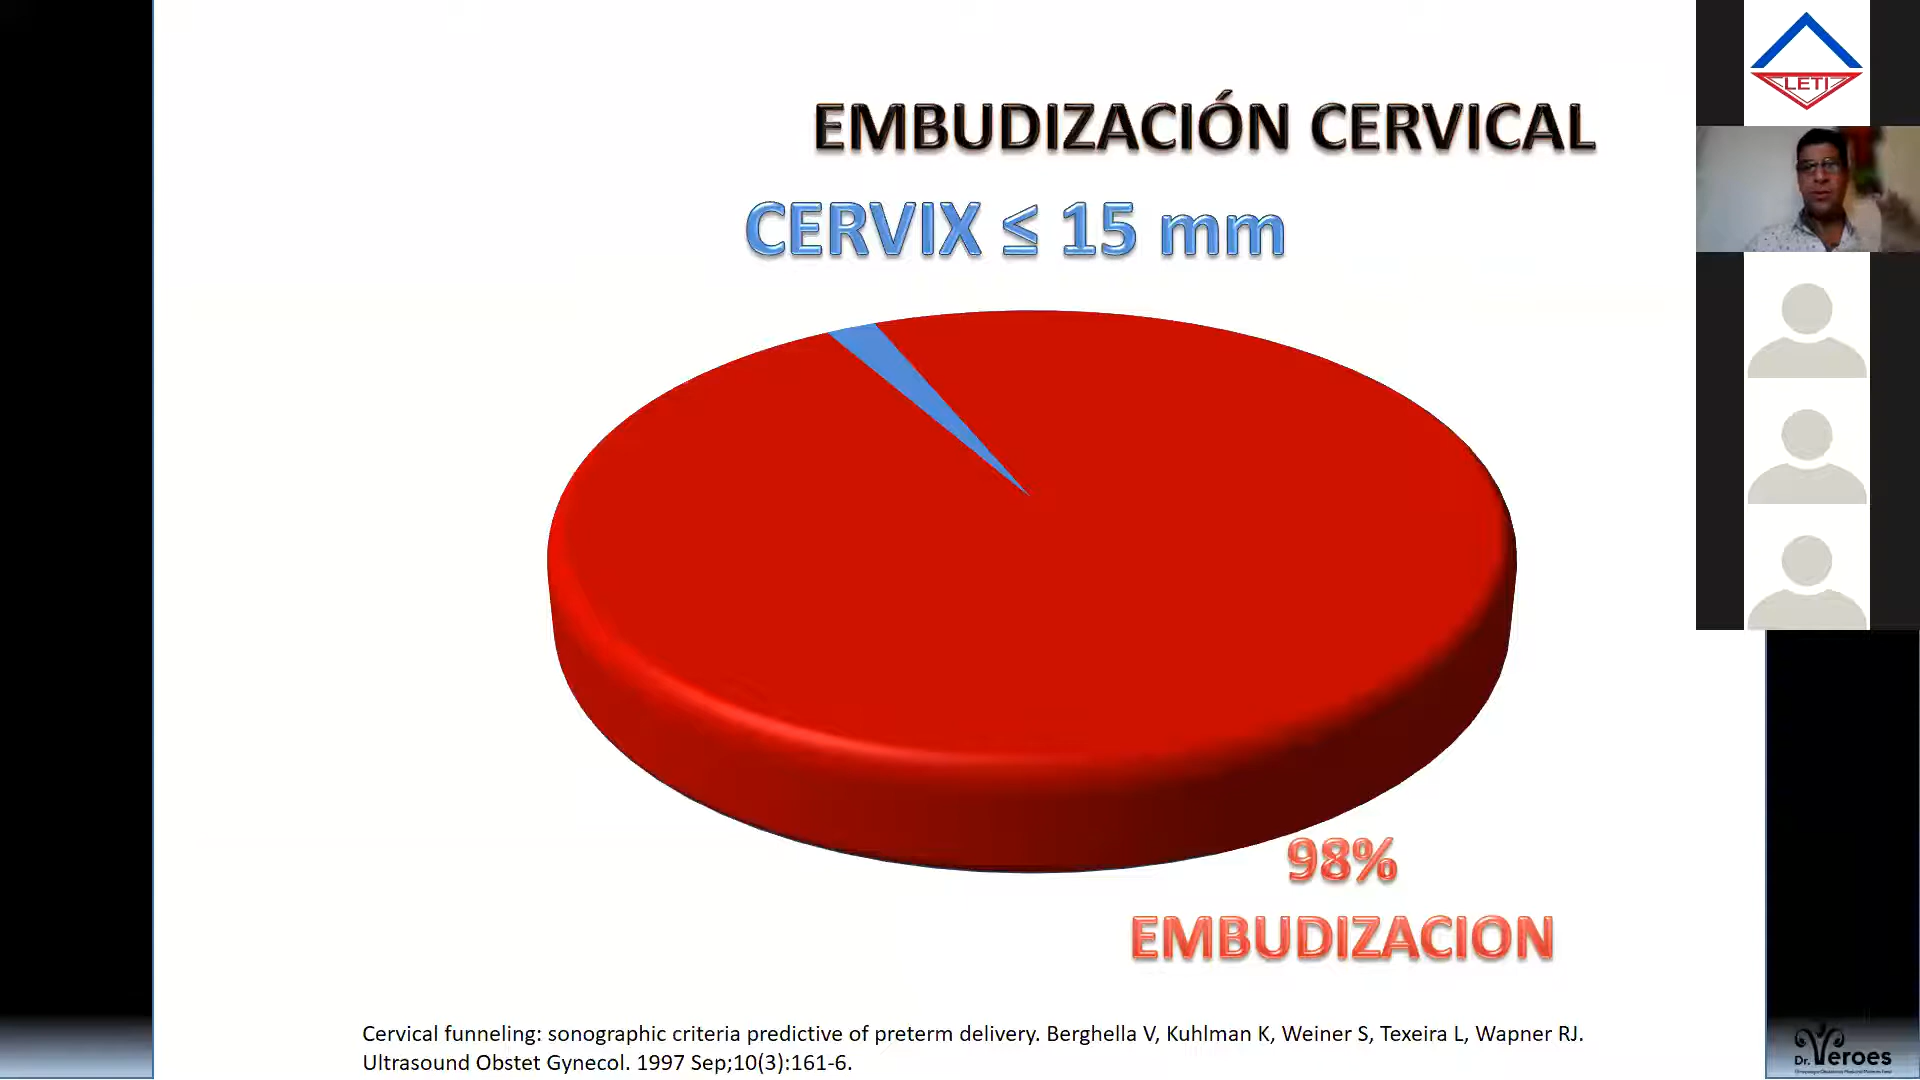 EMBUDIZACIÓN CERVICAL
CERVIX ≤ 15 mm
98%
EMBUDIZACION
Cervical funneling: sonographic criteria predictive of preterm delivery. Berghella V, Kuhlman K, Weiner S, Texeira L, Wapner RJ.
Ultrasound Obstet Gynecol. 1997 Sep;10(3):161-6.
LETI
Dr. Veroes